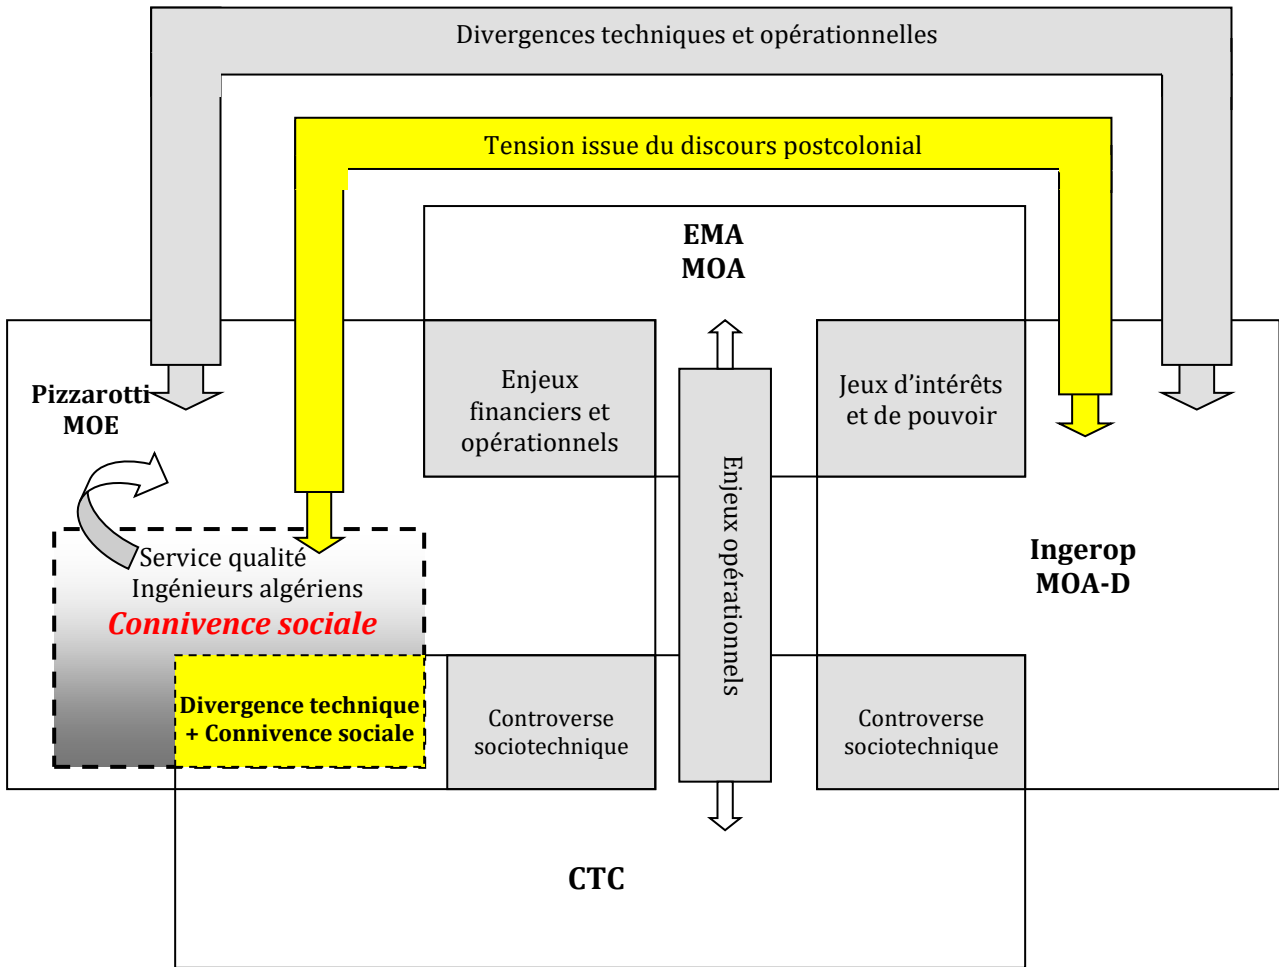 Divergences techniques et opérationnelles
Tension issue du discours postcolonial
EMA
MOA
Pizzarotti
MOE
Enjeux
financiers et
opérationnels
Jeux d’intérêts
et de pouvoir
Enjeux opérationnels
Ingerop
MOA-D
Service qualité
Ingénieurs algériens
Connivence sociale
Divergence technique
+ Connivence sociale
Controverse
sociotechnique
Controverse
sociotechnique
CTC